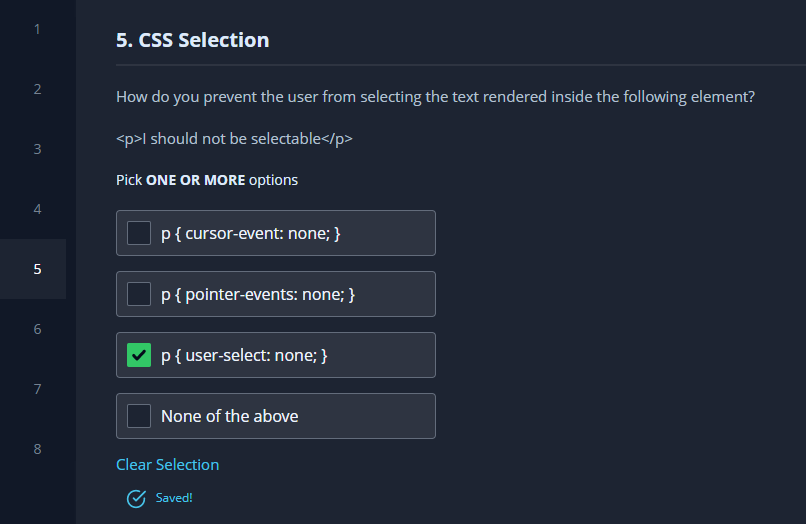 1
2
3
4
5
6
7
8
5. CSS Selection
How do you prevent the user from selecting the text rendered inside the following element?
<p>I should not be selectable</p>
Pick ONE OR MORE options
p { cursor-event: none; }
p { pointer-events: none; }
p { user-select: none; }
None of the above
Clear Selection
Saved!